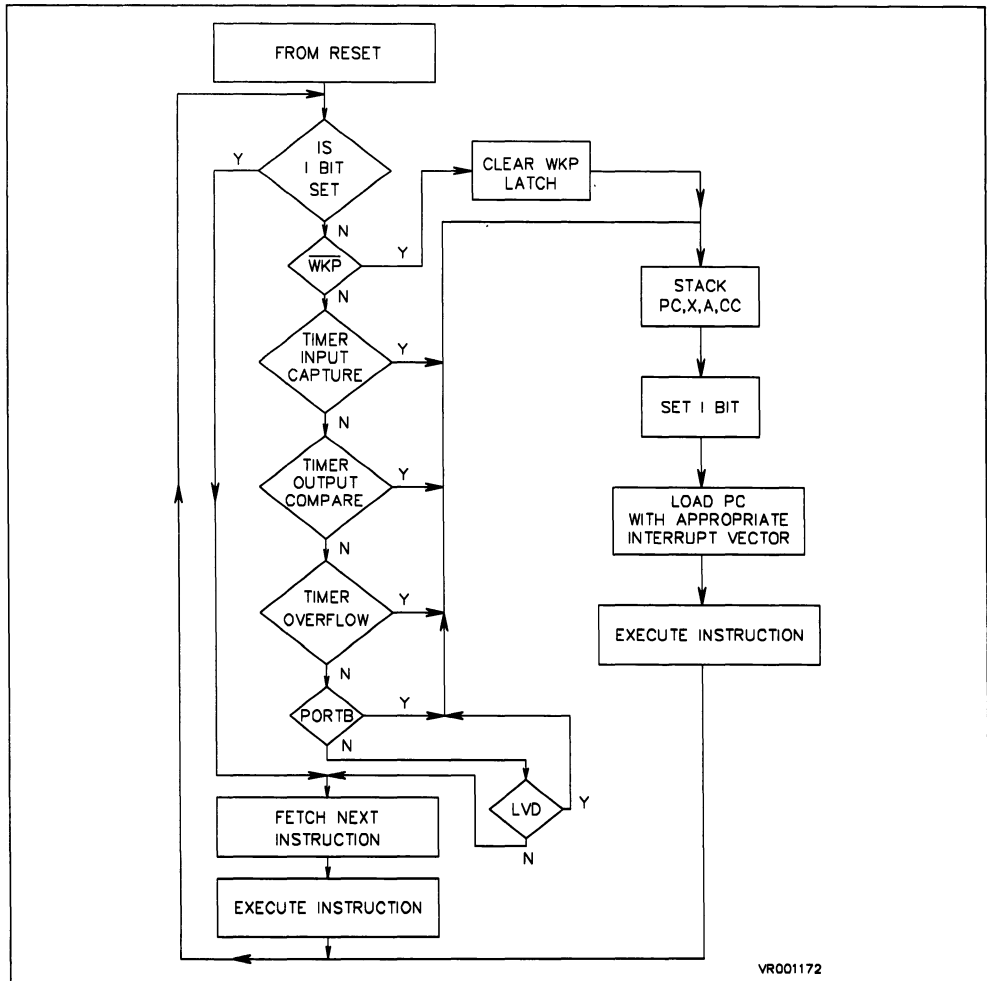 FROM RESET
IS
I BIT
SET
Y
N
WKP
Y
N
CLEAR WKP
LATCH
TIMER
INPUT
CAPTURE
Y
N
TIMER
OUTPUT
COMPARE
Y
N
TIMER
OVERFLOW
Y
N
PORTB
Y
N
LVD
Y
N
FETCH NEXT
INSTRUCTION
EXECUTE INSTRUCTION
STACK
PC,X,A,CC
SET I BIT
LOAD PC
WITH APPROPRIATE
INTERRUPT VECTOR
EXECUTE INSTRUCTION
VR001172